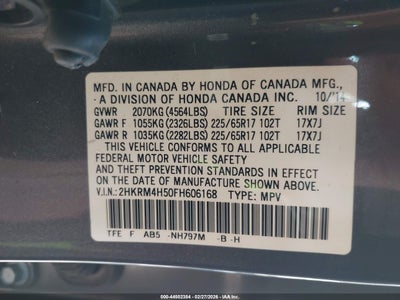 MFD. IN CANADA BY HONDA OF CANADA MFG.,
A DIVISION OF HONDA CANADA INC. 10/14
GVWR 2070KG (4564LBS) TIRE SIZE RIM SIZE
GAWR F 1055KG (2326LBS) 225/65R17 102T 17X7J
GAWR R 1035KG (2282LBS) 225/65R17 102T 17X7J
THIS VEHICLE CONFORMS TO ALL APPLICABLE
FEDERAL MOTOR VEHICLE SAFETY AND
THEFT PREVENTION STANDARDS IN EFFECT ON
THE DATE OF MANUFACTURE SHOWN ABOVE.
V.I.N.: 2HKRM4H50FH606168 TYPE: MPV
TFE F AB5 -NH797M -B -H
000-44902384 - 02/27/2026 - IAAI Copyright